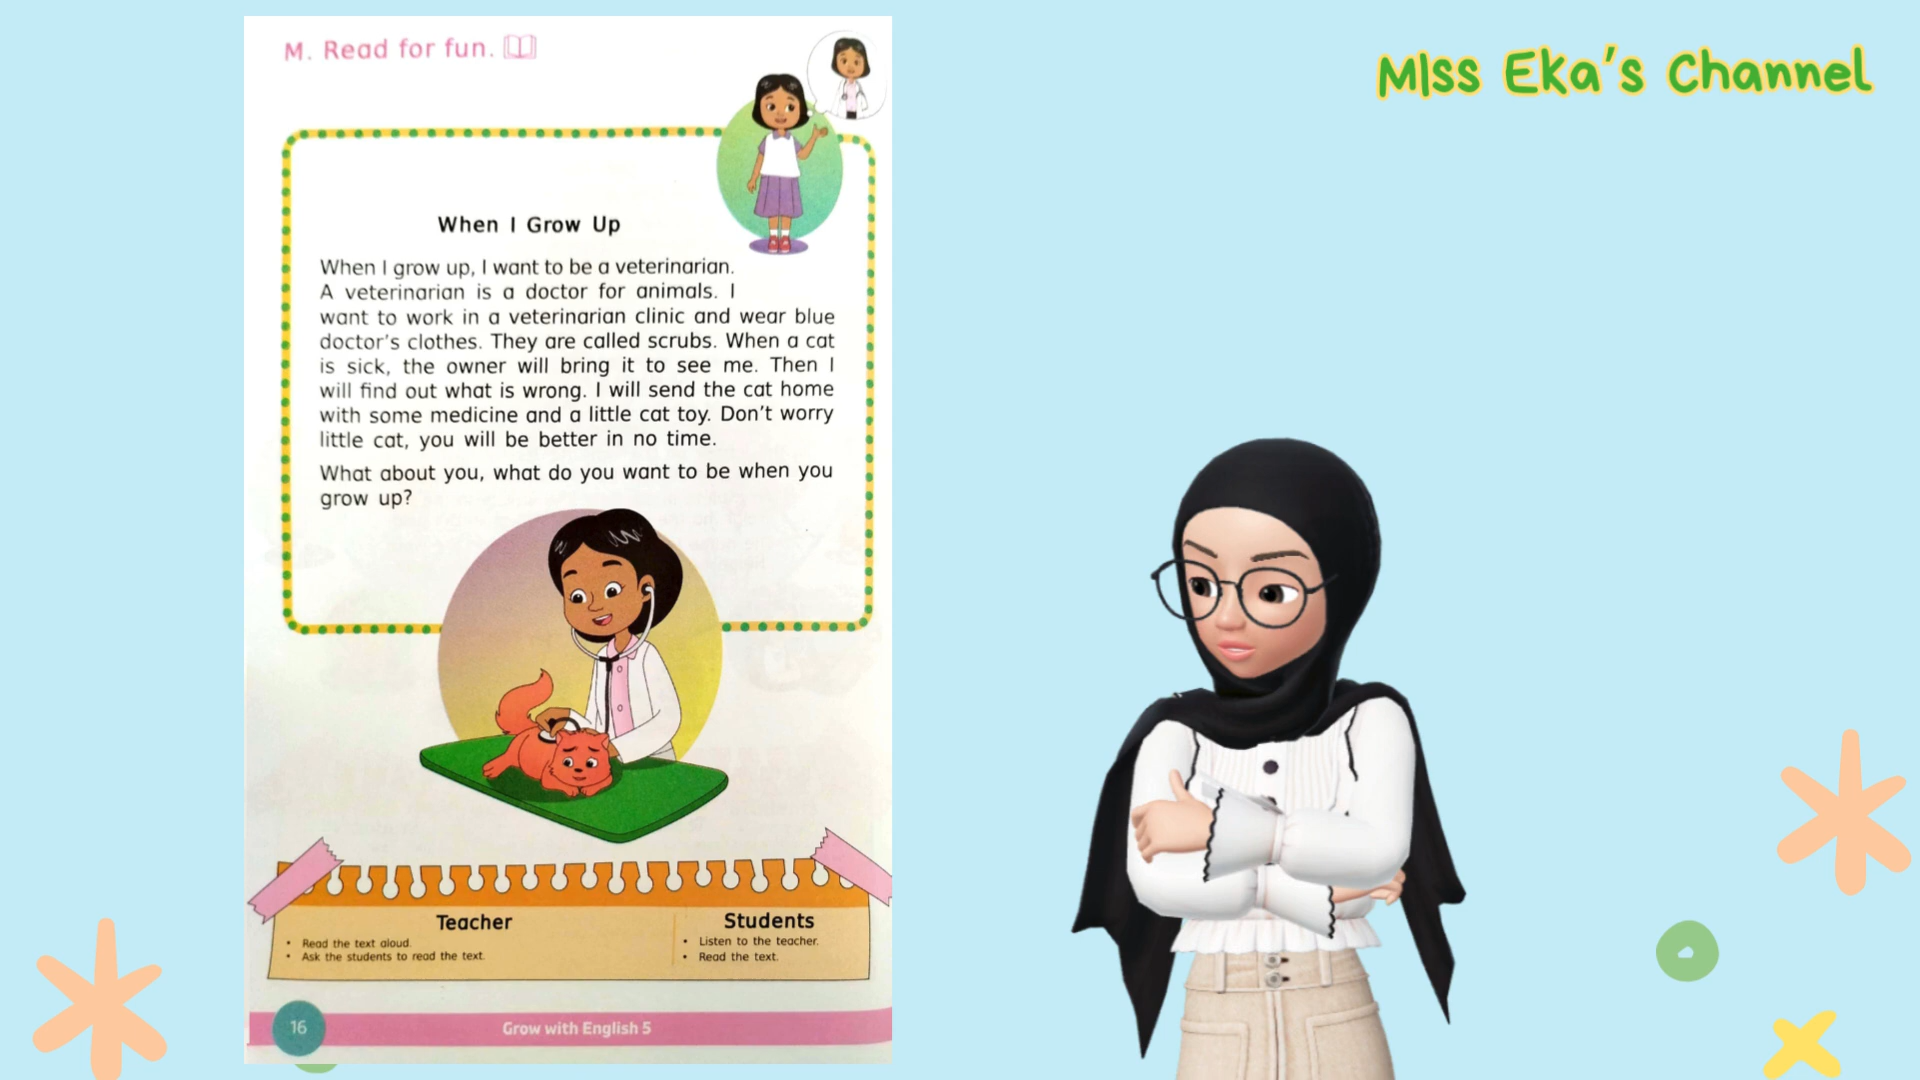 M. Read for fun.
MIss Eka's Channel
When I Grow Up
When I grow up, I want to be a veterinarian.
A veterinarian is a doctor for animals. I
want to work in a veterinarian clinic and wear blue
doctor's clothes. They are called scrubs. When a cat
is sick, the owner will bring it to see me. Then I
will find out what is wrong. I will send the cat home
with some medicine and a little cat toy. Don't worry
little cat, you will be better in no time.
What about you, what do you want to be when you
grow up?
Teacher
• Read the text aloud.
• Ask the students to read the text.
Students
• Listen to the teacher.
• Read the text.
16
Grow with English 5